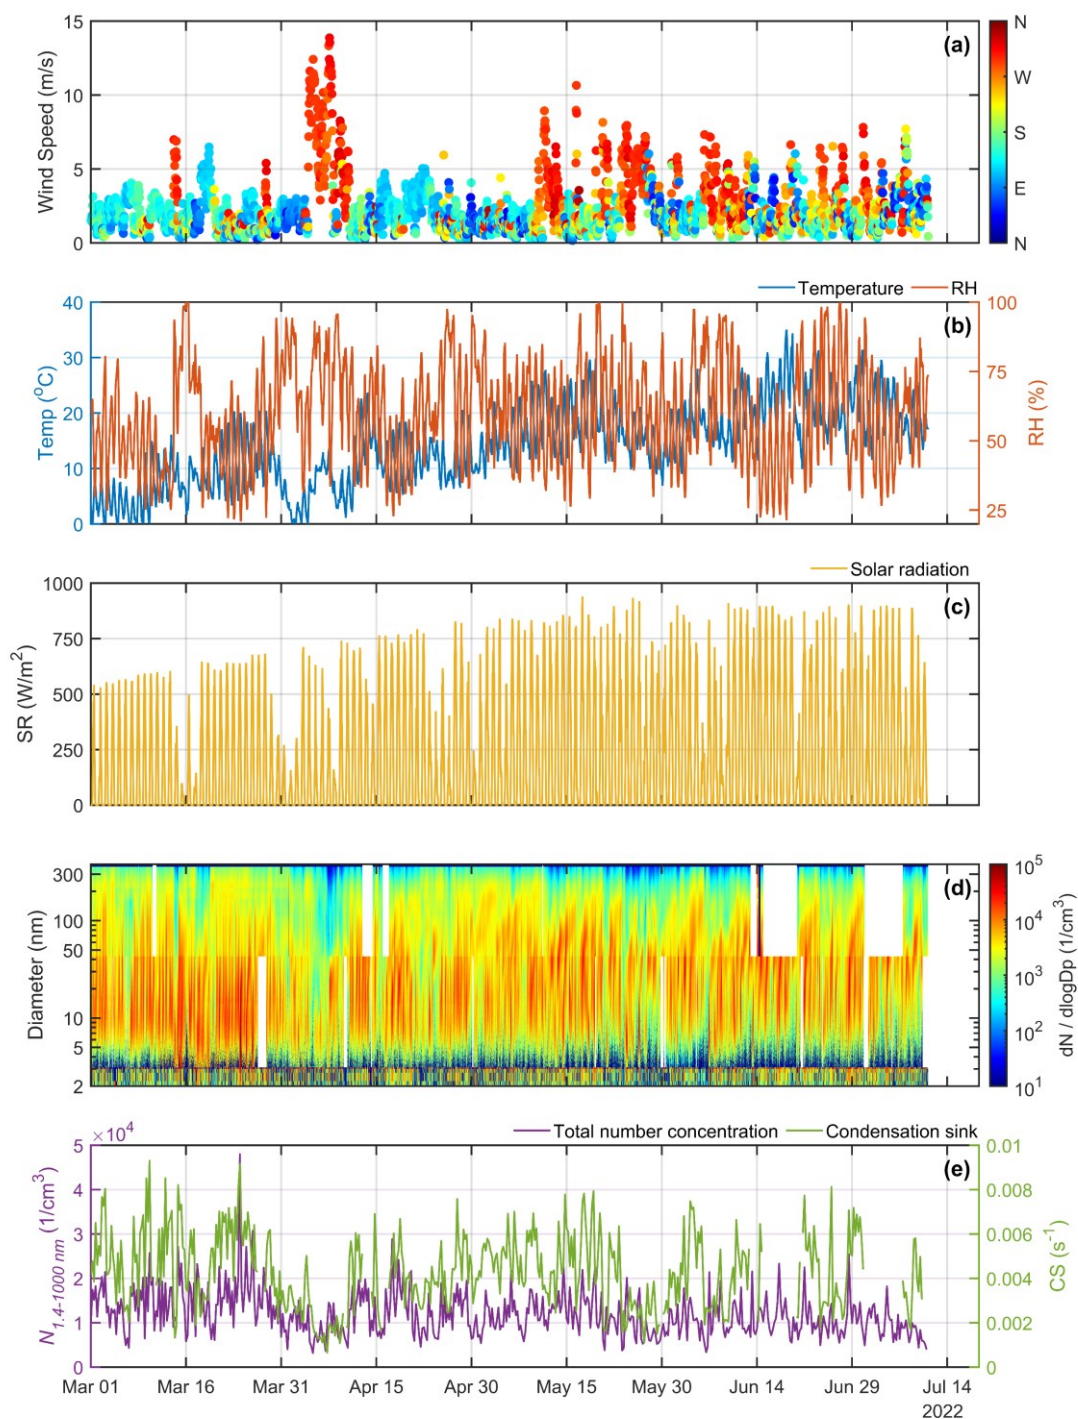 15
10
5
0
Wind Speed (m/s)
(a)
N
W
S
E
N
Temperature
RH
40
30
20
10
0
Temp (°C)
(b)
100
75
50
25
RH (%)
Solar radiation
1000
750
500
250
0
SR (W/m²)
(c)
300
100
50
10
5
2
Diameter (nm)
(d)
10⁵
10⁴
10³
10²
10¹
dN / dlogDp (1/cm³)
Total number concentration
Condensation sink
×10⁴
5
4
3
2
1
0
N1.4-1000 nm (1/cm³)
(e)
0.01
0.008
0.006
0.004
0.002
0
CS (s⁻¹)
Mar 01 Mar 16 Mar 31 Apr 15 Apr 30 May 15 May 30 Jun 14 Jun 29 Jul 14
2022